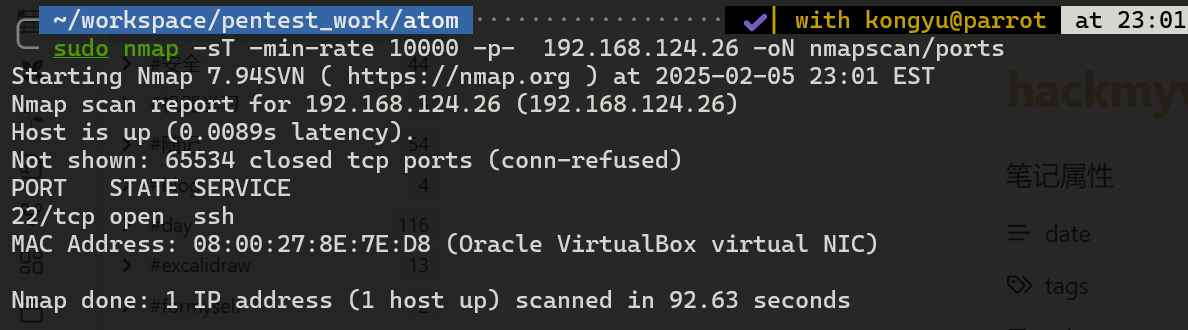 ~/workspace/pentest_work/atom ✔ with kongyu@parrot at 23:01
sudo nmap -sT -min-rate 10000 -p-  192.168.124.26 -oN nmapscan/ports
#安全 44
Starting Nmap 7.94SVN ( https://nmap.org ) at 2025-02-05 23:01 EST
hackmyv
Nmap scan report for 192.168.124.26 (192.168.124.26)
Host is up (0.0089s latency).
54
Not shown: 65534 closed tcp ports (conn-refused)
笔记属性
PORT   STATE SERVICE
4
22/tcp open  ssh
#day 116
date
MAC Address: 08:00:27:8E:7E:D8 (Oracle VirtualBox virtual NIC)
#excalidraw 13
tags
Nmap done: 1 IP address (1 host up) scanned in 92.63 seconds
#formyself 2